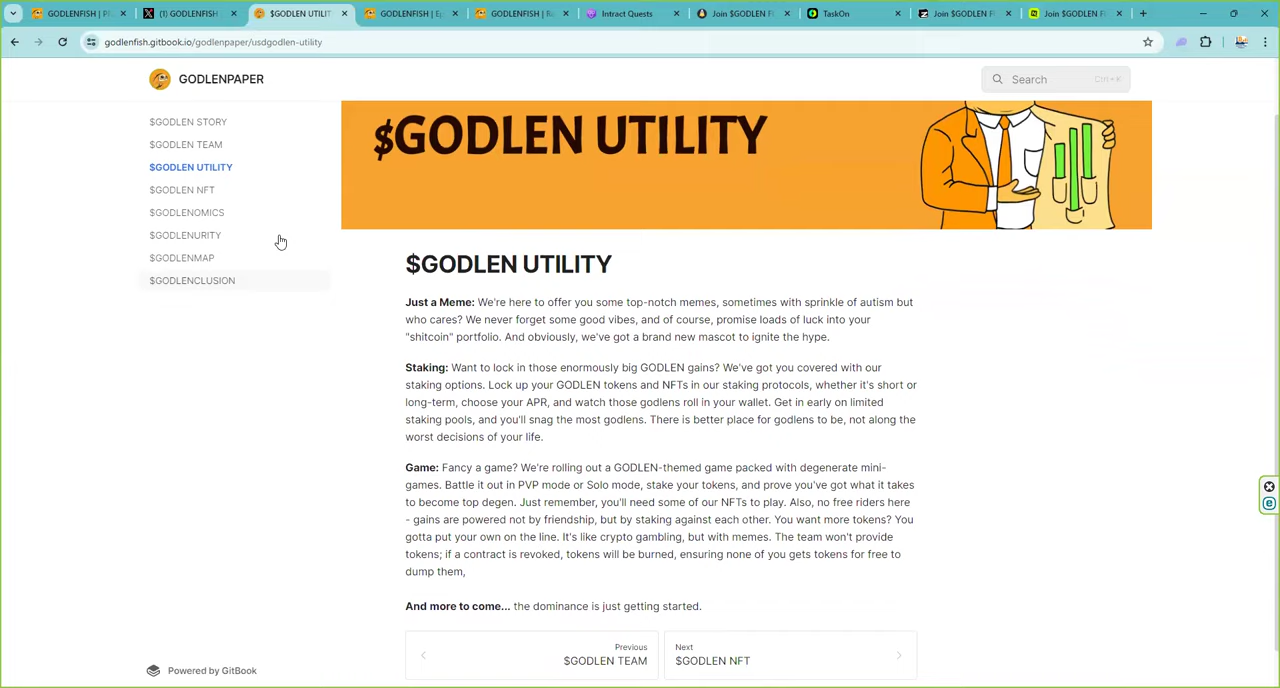 GODLENFISH | Pl
(1) GODLENFISH
$GODLEN UTILIT
GODLENFISH | Ep
GODLENFISH | Ro
Intract Quests
Join $GODLEN FI
TaskOn
Join $GODLEN FI
Join $GODLEN FI
godlenfish.gitbook.io/godlenpaper/usdgodlen-utility
GODLENPAPER
Search
Ctrl+K
$GODLEN STORY
$GODLEN TEAM
$GODLEN UTILITY
$GODLEN NFT
$GODLENOMICS
$GODLENURITY
$GODLENMAP
$GODLENCLUSION
$GODLEN UTILITY
$GODLEN UTILITY
Just a Meme: We're here to offer you some top-notch memes, sometimes with sprinkle of autism but
who cares? We never forget some good vibes, and of course, promise loads of luck into your
"shitcoin" portfolio. And obviously, we've got a brand new mascot to ignite the hype.
Staking: Want to lock in those enormously big GODLEN gains? We've got you covered with our
staking options. Lock up your GODLEN tokens and NFTs in our staking protocols, whether it's short or
long-term, choose your APR, and watch those godlens roll in your wallet. Get in early on limited
staking pools, and you'll snag the most godlens. There is better place for godlens to be, not along the
worst decisions of your life.
Game: Fancy a game? We're rolling out a GODLEN-themed game packed with degenerate mini-
games. Battle it out in PVP mode or Solo mode, stake your tokens, and prove you've got what it takes
to become top degen. Just remember, you'll need some of our NFTs to play. Also, no free riders here
- gains are powered not by friendship, but by staking against each other. You want more tokens? You
gotta put your own on the line. It's like crypto gambling, but with memes. The team won't provide
tokens; if a contract is revoked, tokens will be burned, ensuring none of you gets tokens for free to
dump them,
And more to come... the dominance is just getting started.
Previous
$GODLEN TEAM
Next
$GODLEN NFT
Powered by GitBook